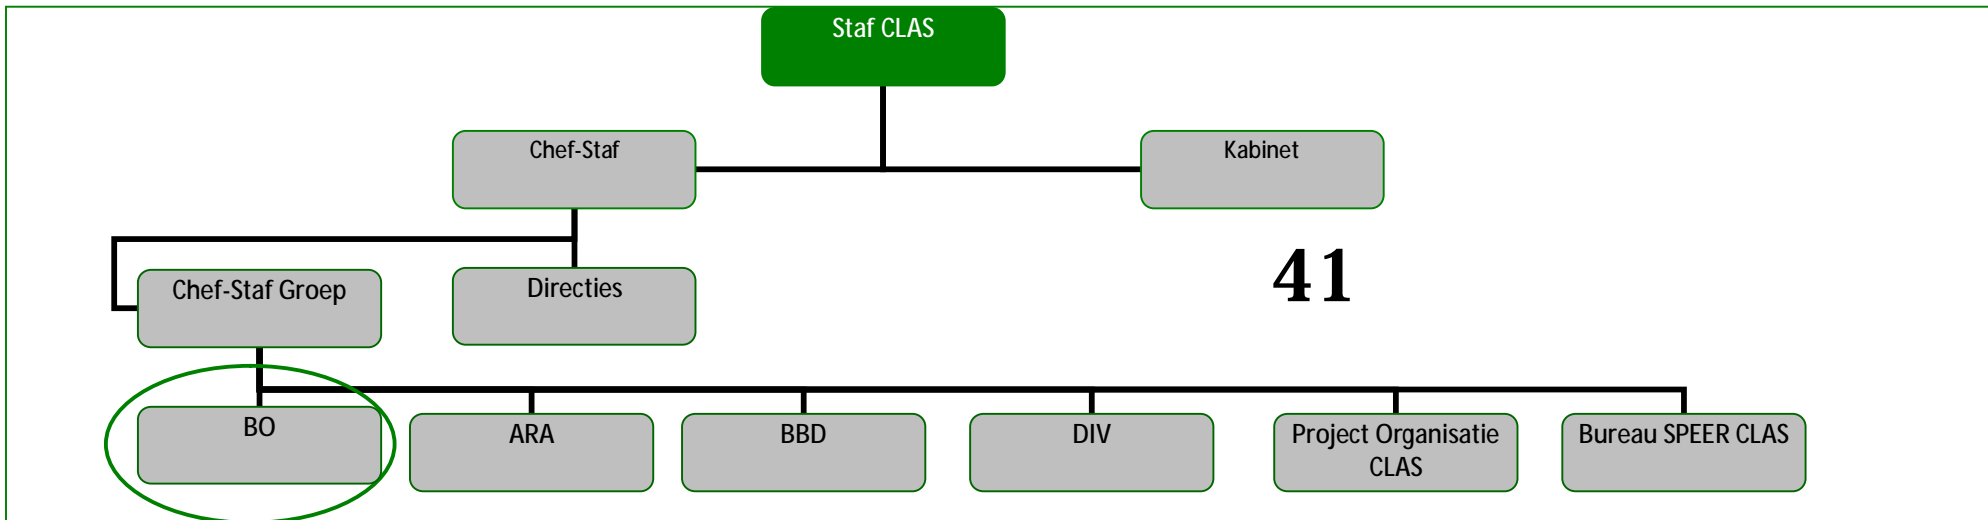 Staf CLAS
Chef-Staf
Kabinet
41
Chef-Staf Groep
Directies
BO
ARA
BBD
DIV
Project Organisatie
CLAS
Bureau SPEER CLAS